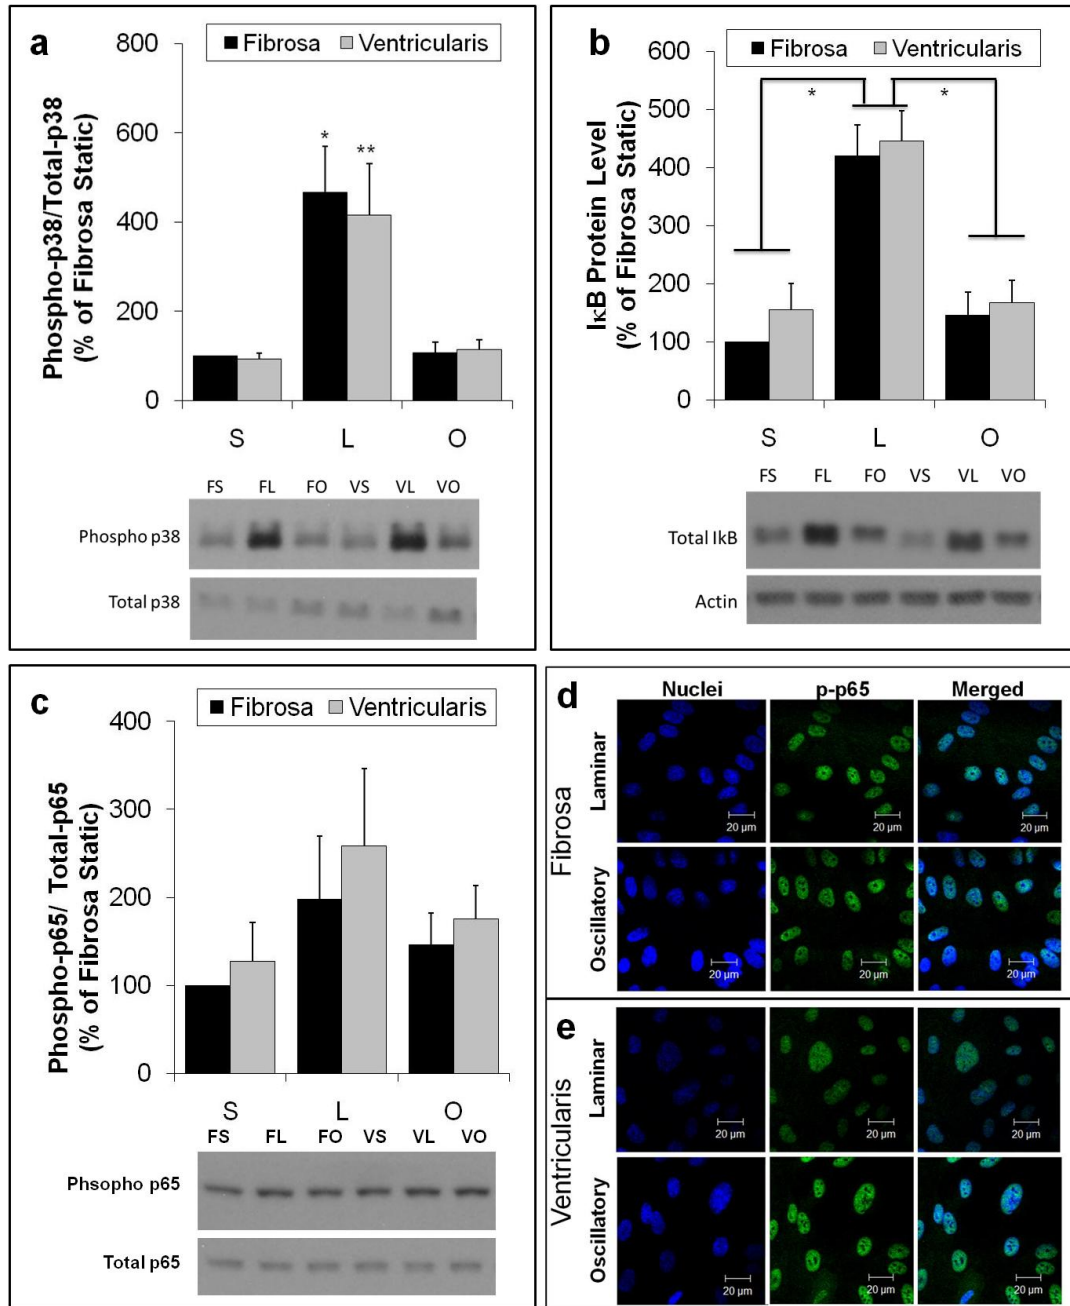 a
Fibrosa Ventricularis
Phospho-p38/Total-p38
(% of Fibrosa Static)
800
600
400
200
0
*
**
S L O
FS FL FO VS VL VO
Phospho p38
Total p38
b
Fibrosa Ventricularis
IκB Protein Level
(% of Fibrosa Static)
600
500
400
300
200
100
0
* *
S L O
FS FL FO VS VL VO
Total IkB
Actin
c
Fibrosa Ventricularis
Phospho-p65/ Total-p65
(% of Fibrosa Static)
400
300
200
100
0
S L O
FS FL FO VS VL VO
Phsopho p65
Total p65
d
Nuclei p-p65 Merged
Fibrosa
Laminar
20 µm 20 µm 20 µm
Oscillatory
20 µm 20 µm 20 µm
e
Ventricularis
Laminar
20 µm 20 µm 20 µm
Oscillatory
20 µm 20 µm 20 µm